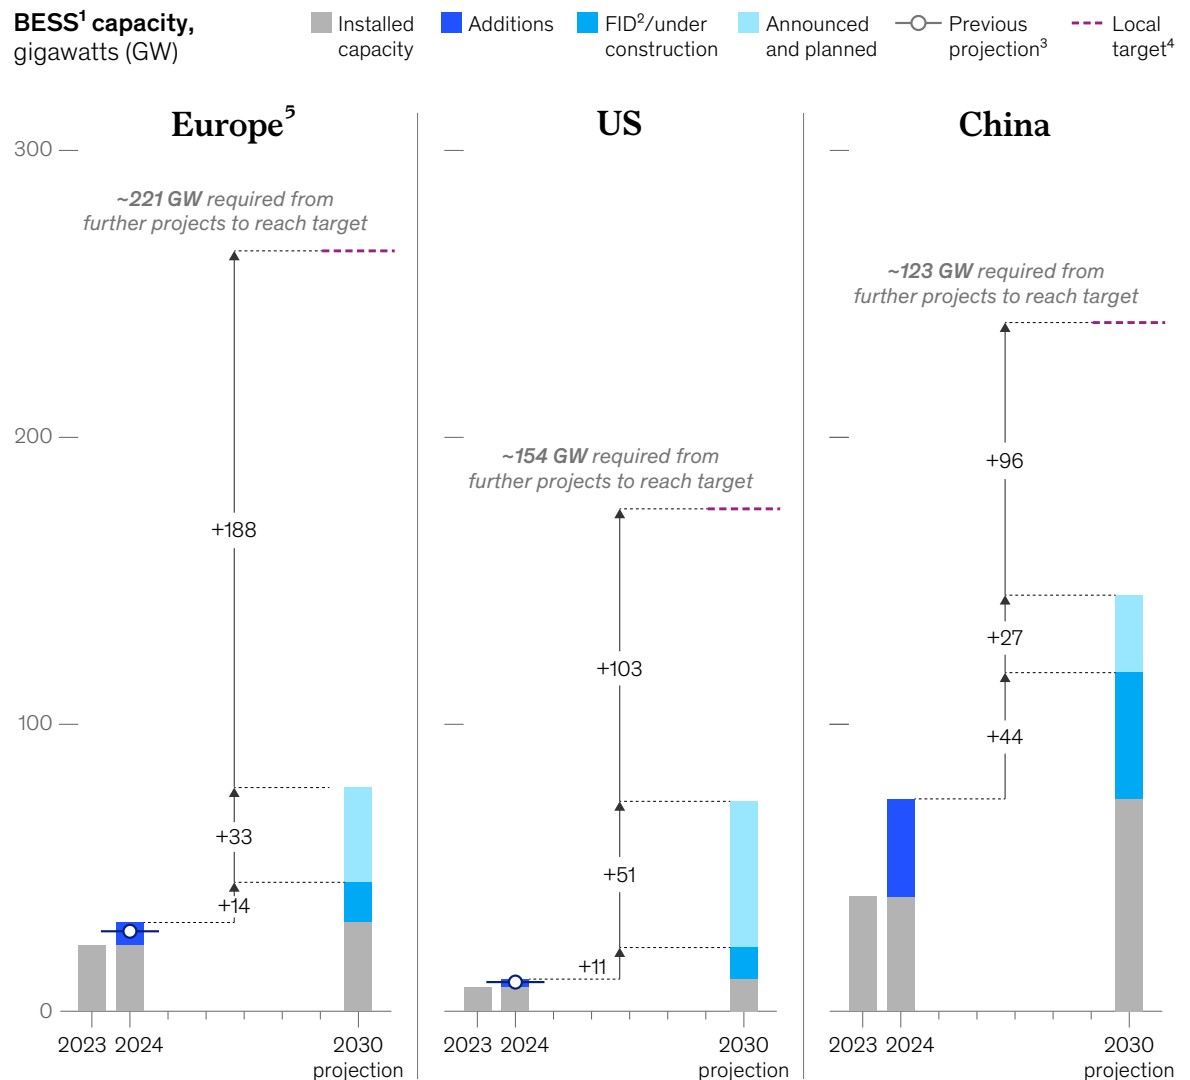 BESS¹ capacity,
gigawatts (GW)
Installed
capacity
Additions
FID²/under
construction
Announced
and planned
Previous
projection³
Local
target⁴
Europe⁵
US
China
300
200
100
0
~221 GW required from
further projects to reach target
+188
+33
+14
2023 2024
2030
projection
~154 GW required from
further projects to reach target
+103
+51
+11
2023 2024
2030
projection
~123 GW required from
further projects to reach target
+96
+27
+44
2023 2024
2030
projection